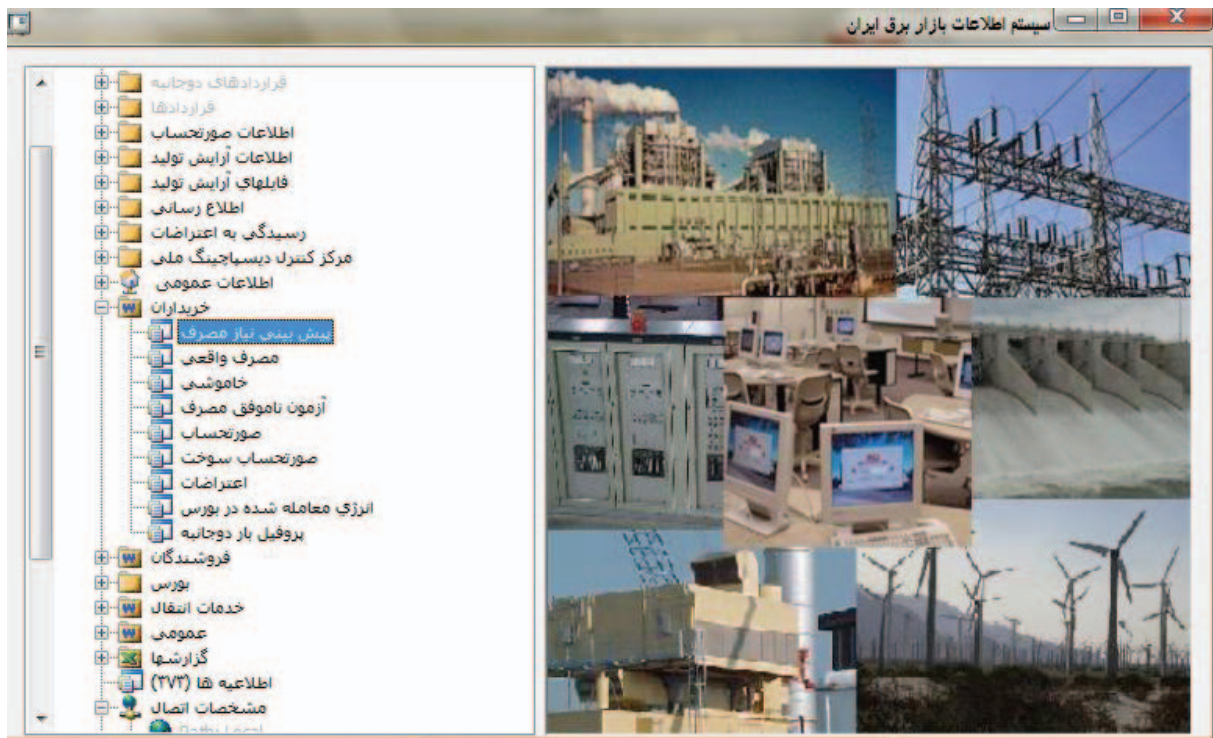 سیستم اطلاعات بازار برق ایران
قراردادهای دوجانبه
قراردادها
اطلاعات صورتحساب
اطلاعات آرایش تولید
فایلهای آرایش تولید
اطلاع رسانی
رسیدگی به اعتراضات
مرکز کنترل دیسپاچینگ ملی
اطلاعات عمومی
خریداران
پیش بینی نیاز مصرف
مصرف واقعی
خاموشی
آزمون ناموفق مصرف
صورتحساب
صورتحساب سوخت
اعتراضات
انرژي معامله شده در بورس
پروفیل بار دوجانبه
فروشندگان
بورس
خدمات انتقال
عمومی
گزارشها
اطلاعیه ها (۳۷۳)
مشخصات اتصال